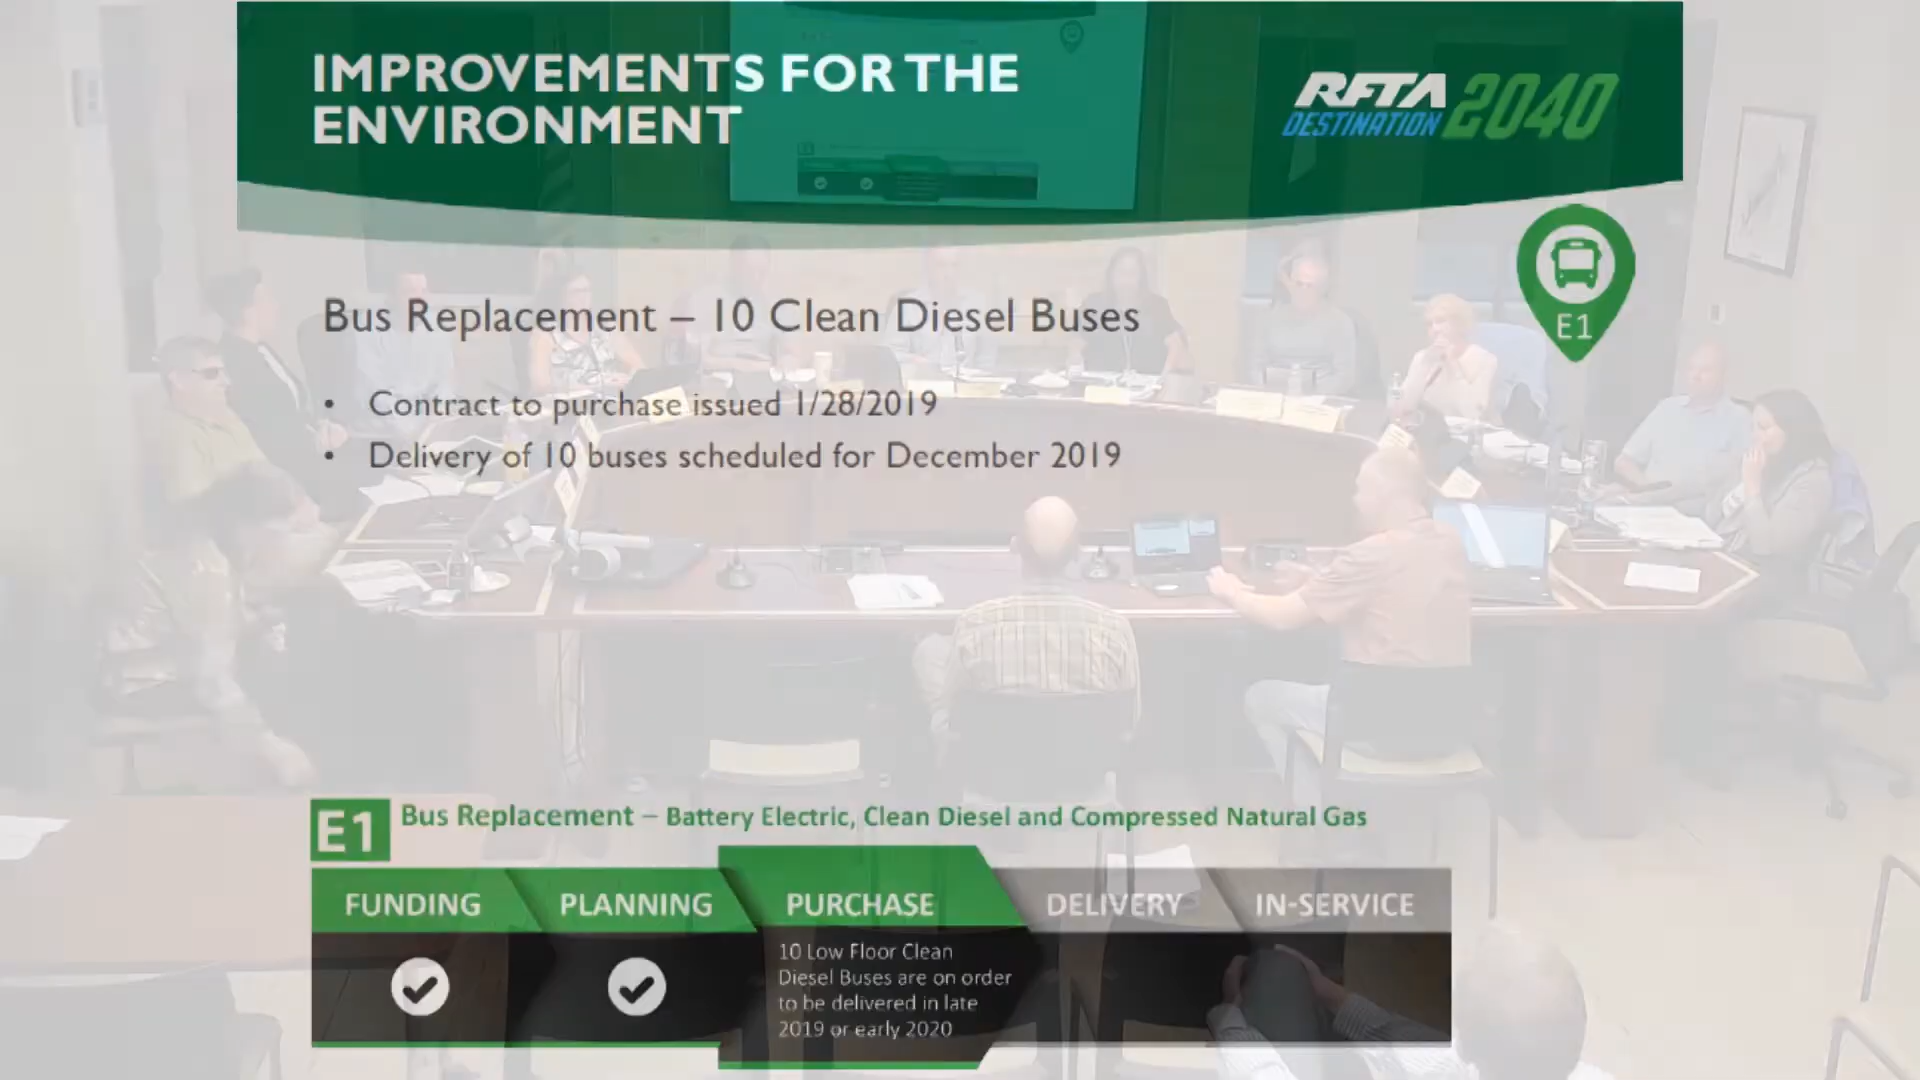 IMPROVEMENTS FOR THE
ENVIRONMENT
RFTA
DESTINATION 2040
E1
Bus Replacement – 10 Clean Diesel Buses
• Contract to purchase issued 1/28/2019
• Delivery of 10 buses scheduled for December 2019
E1 Bus Replacement – Battery Electric, Clean Diesel and Compressed Natural Gas
FUNDING PLANNING PURCHASE DELIVERY IN-SERVICE
10 Low Floor Clean
Diesel Buses are on order
to be delivered in late
2019 or early 2020